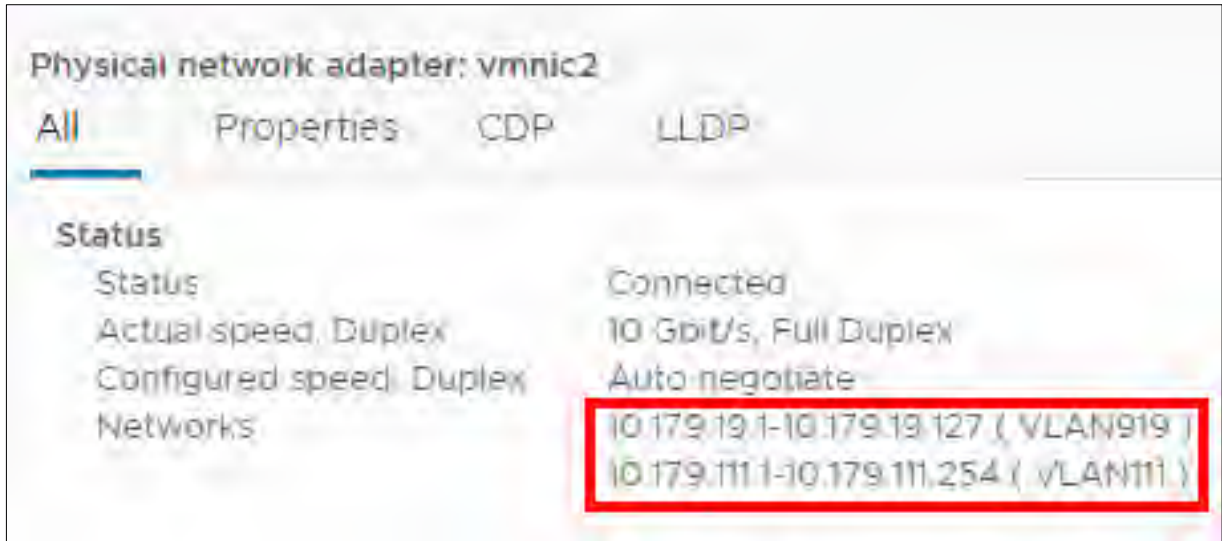 Physical network adapter: vmnic2
All Properties CDP LLDP
Status
Status Connected
Actual speed, Duplex 10 Gbit/s, Full Duplex
Configured speed, Duplex Auto negotiate
Networks 10.179.19.1-10.179.19.127 ( VLAN919 )
10.179.111.1-10.179.111.254 ( VLAN111 )